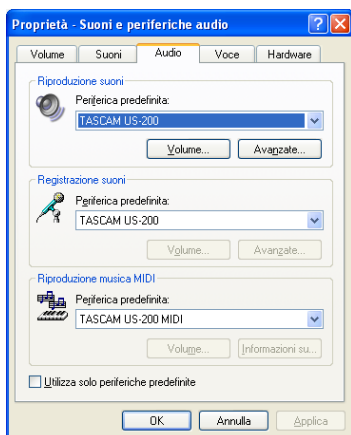 Proprietà - Suoni e periferiche audio
Volume Suoni Audio Voce Hardware
Riproduzione suoni
Periferica predefinita:
TASCAM US-200
Volume... Avanzate...
Registrazione suoni
Periferica predefinita:
TASCAM US-200
Volume... Avanzate...
Riproduzione musica MIDI
Periferica predefinita:
TASCAM US-200 MIDI
Volume... Informazioni su...
Utilizza solo periferiche predefinite
OK Annulla Applica